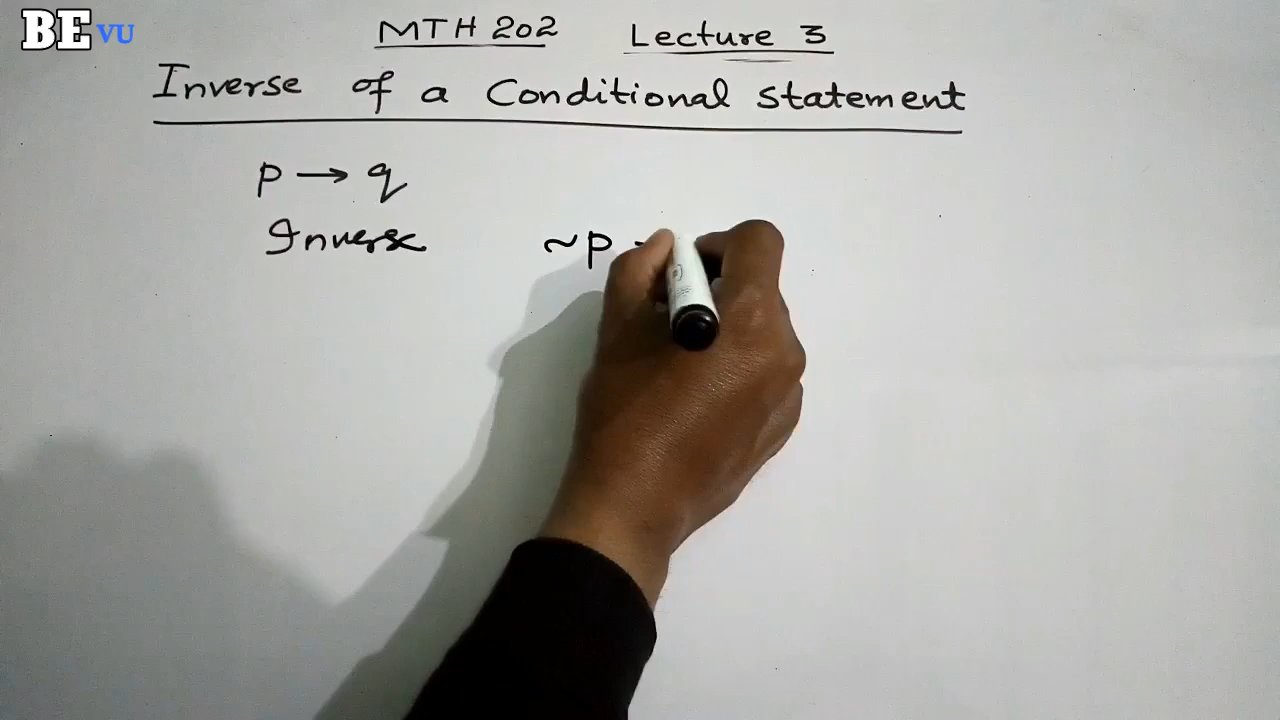 BE VU
MTH 202 Lecture 3
Inverse of a Conditional statement
p → q
Inverse ~p